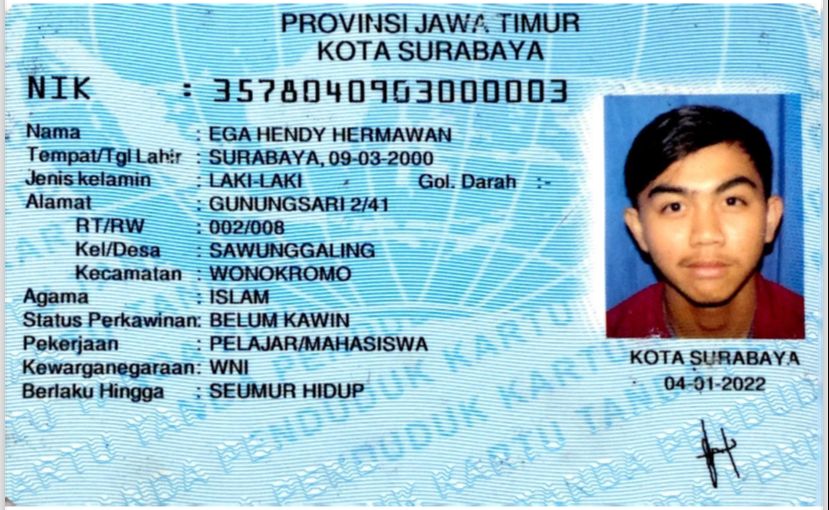 PROVINSI JAWA TIMUR
KOTA SURABAYA
NIK : 3578040903000003
Nama : EGA HENDY HERMAWAN
Tempat/Tgl Lahir : SURABAYA, 09-03-2000
Jenis kelamin : LAKI-LAKI Gol. Darah :-
Alamat : GUNUNGSARI 2/41
RT/RW : 002/008
Kel/Desa : SAWUNGGALING
Kecamatan : WONOKROMO
Agama : ISLAM
Status Perkawinan: BELUM KAWIN
Pekerjaan : PELAJAR/MAHASISWA
Kewarganegaraan: WNI
Berlaku Hingga : SEUMUR HIDUP
KOTA SURABAYA
04-01-2022